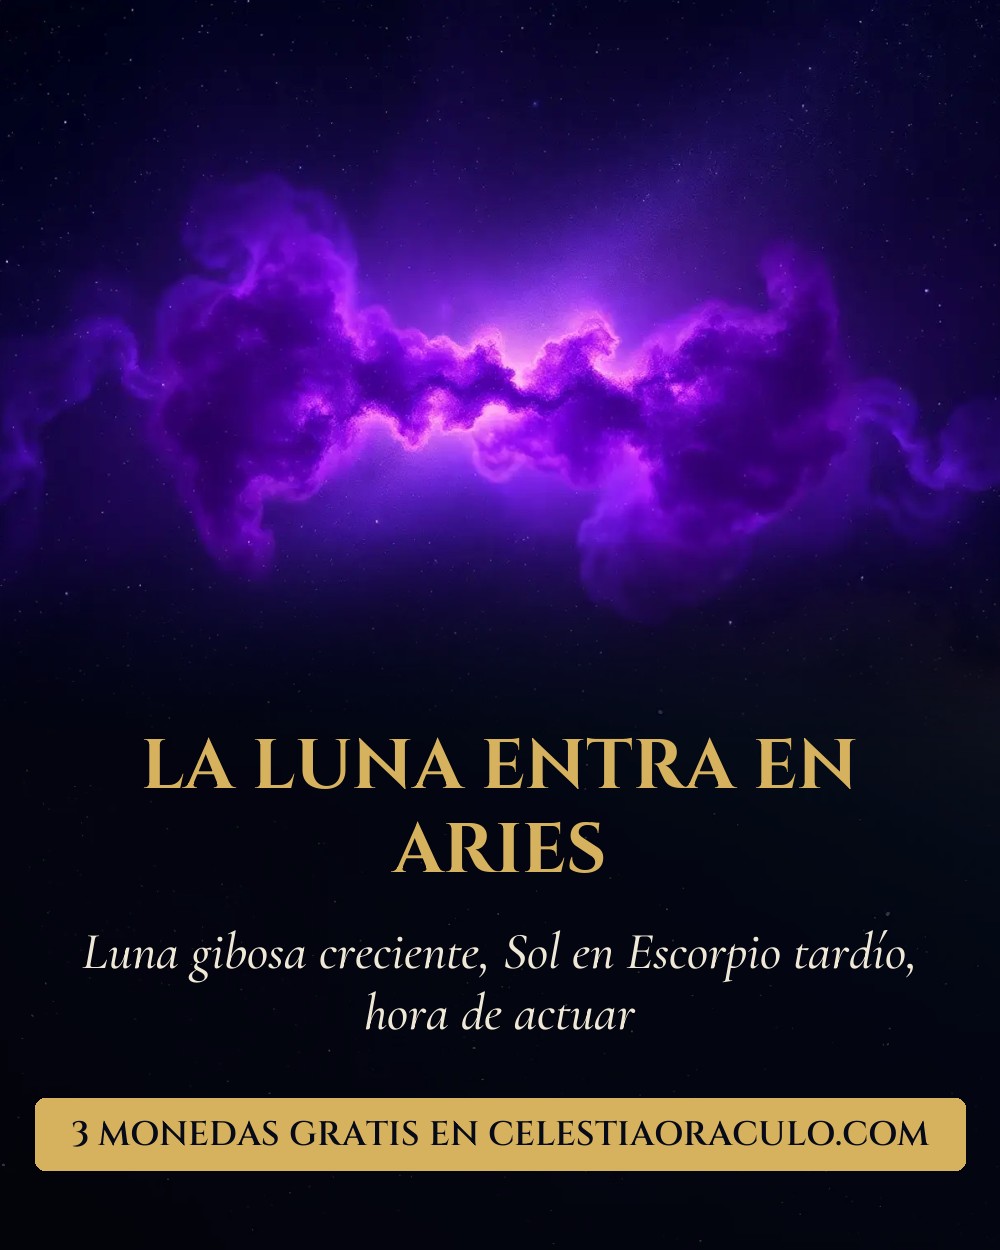 LA LUNA ENTRA EN
ARIES
Luna gibosa creciente, Sol en Escorpio tardío,
hora de actuar
3 MONEDAS GRATIS EN CELESTIAORACULO.COM